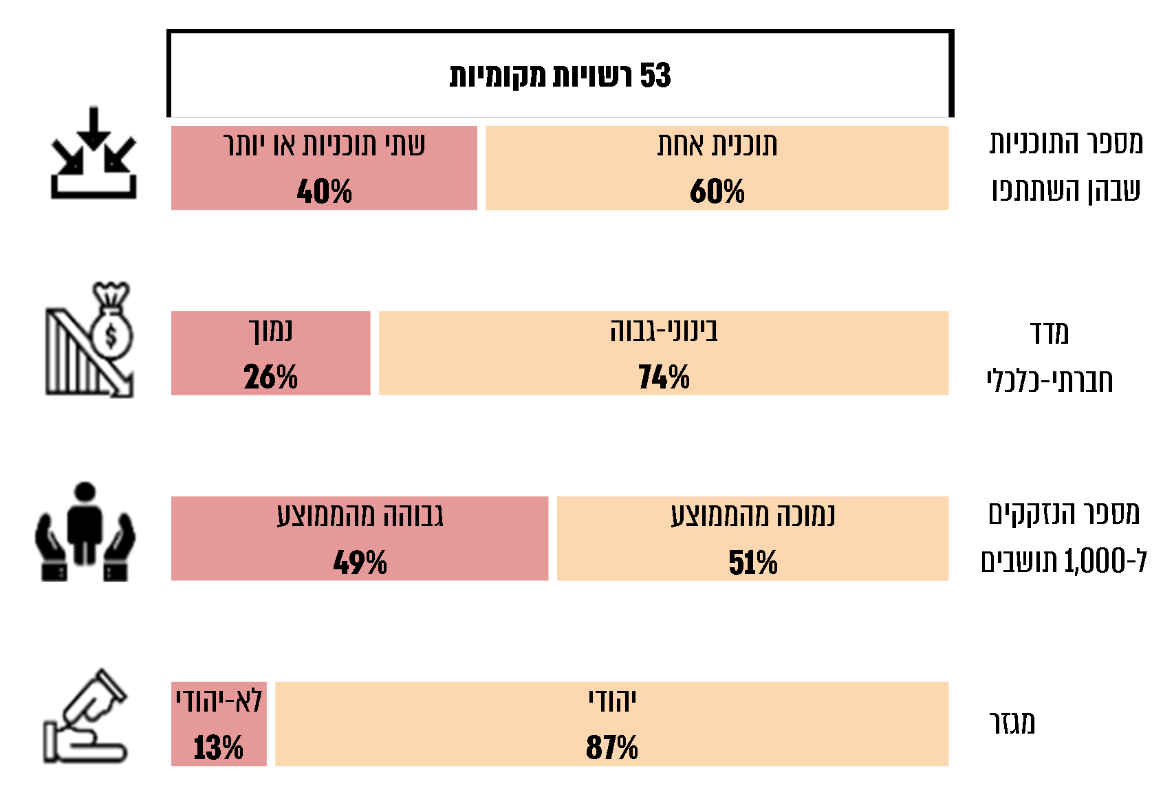 53 רשויות מקומיות
מספר התוכניות
שבהן השתתפו
תוכנית אחת
60%
שתי תוכניות או יותר
40%
מדד
חברתי-כלכלי
בינוני-גבוה
74%
נמוך
26%
מספר הנזקקים
ל-1,000 תושבים
נמוכה מהממוצע
51%
גבוהה מהממוצע
49%
מגזר
יהודי
87%
לא-יהודי
13%
$